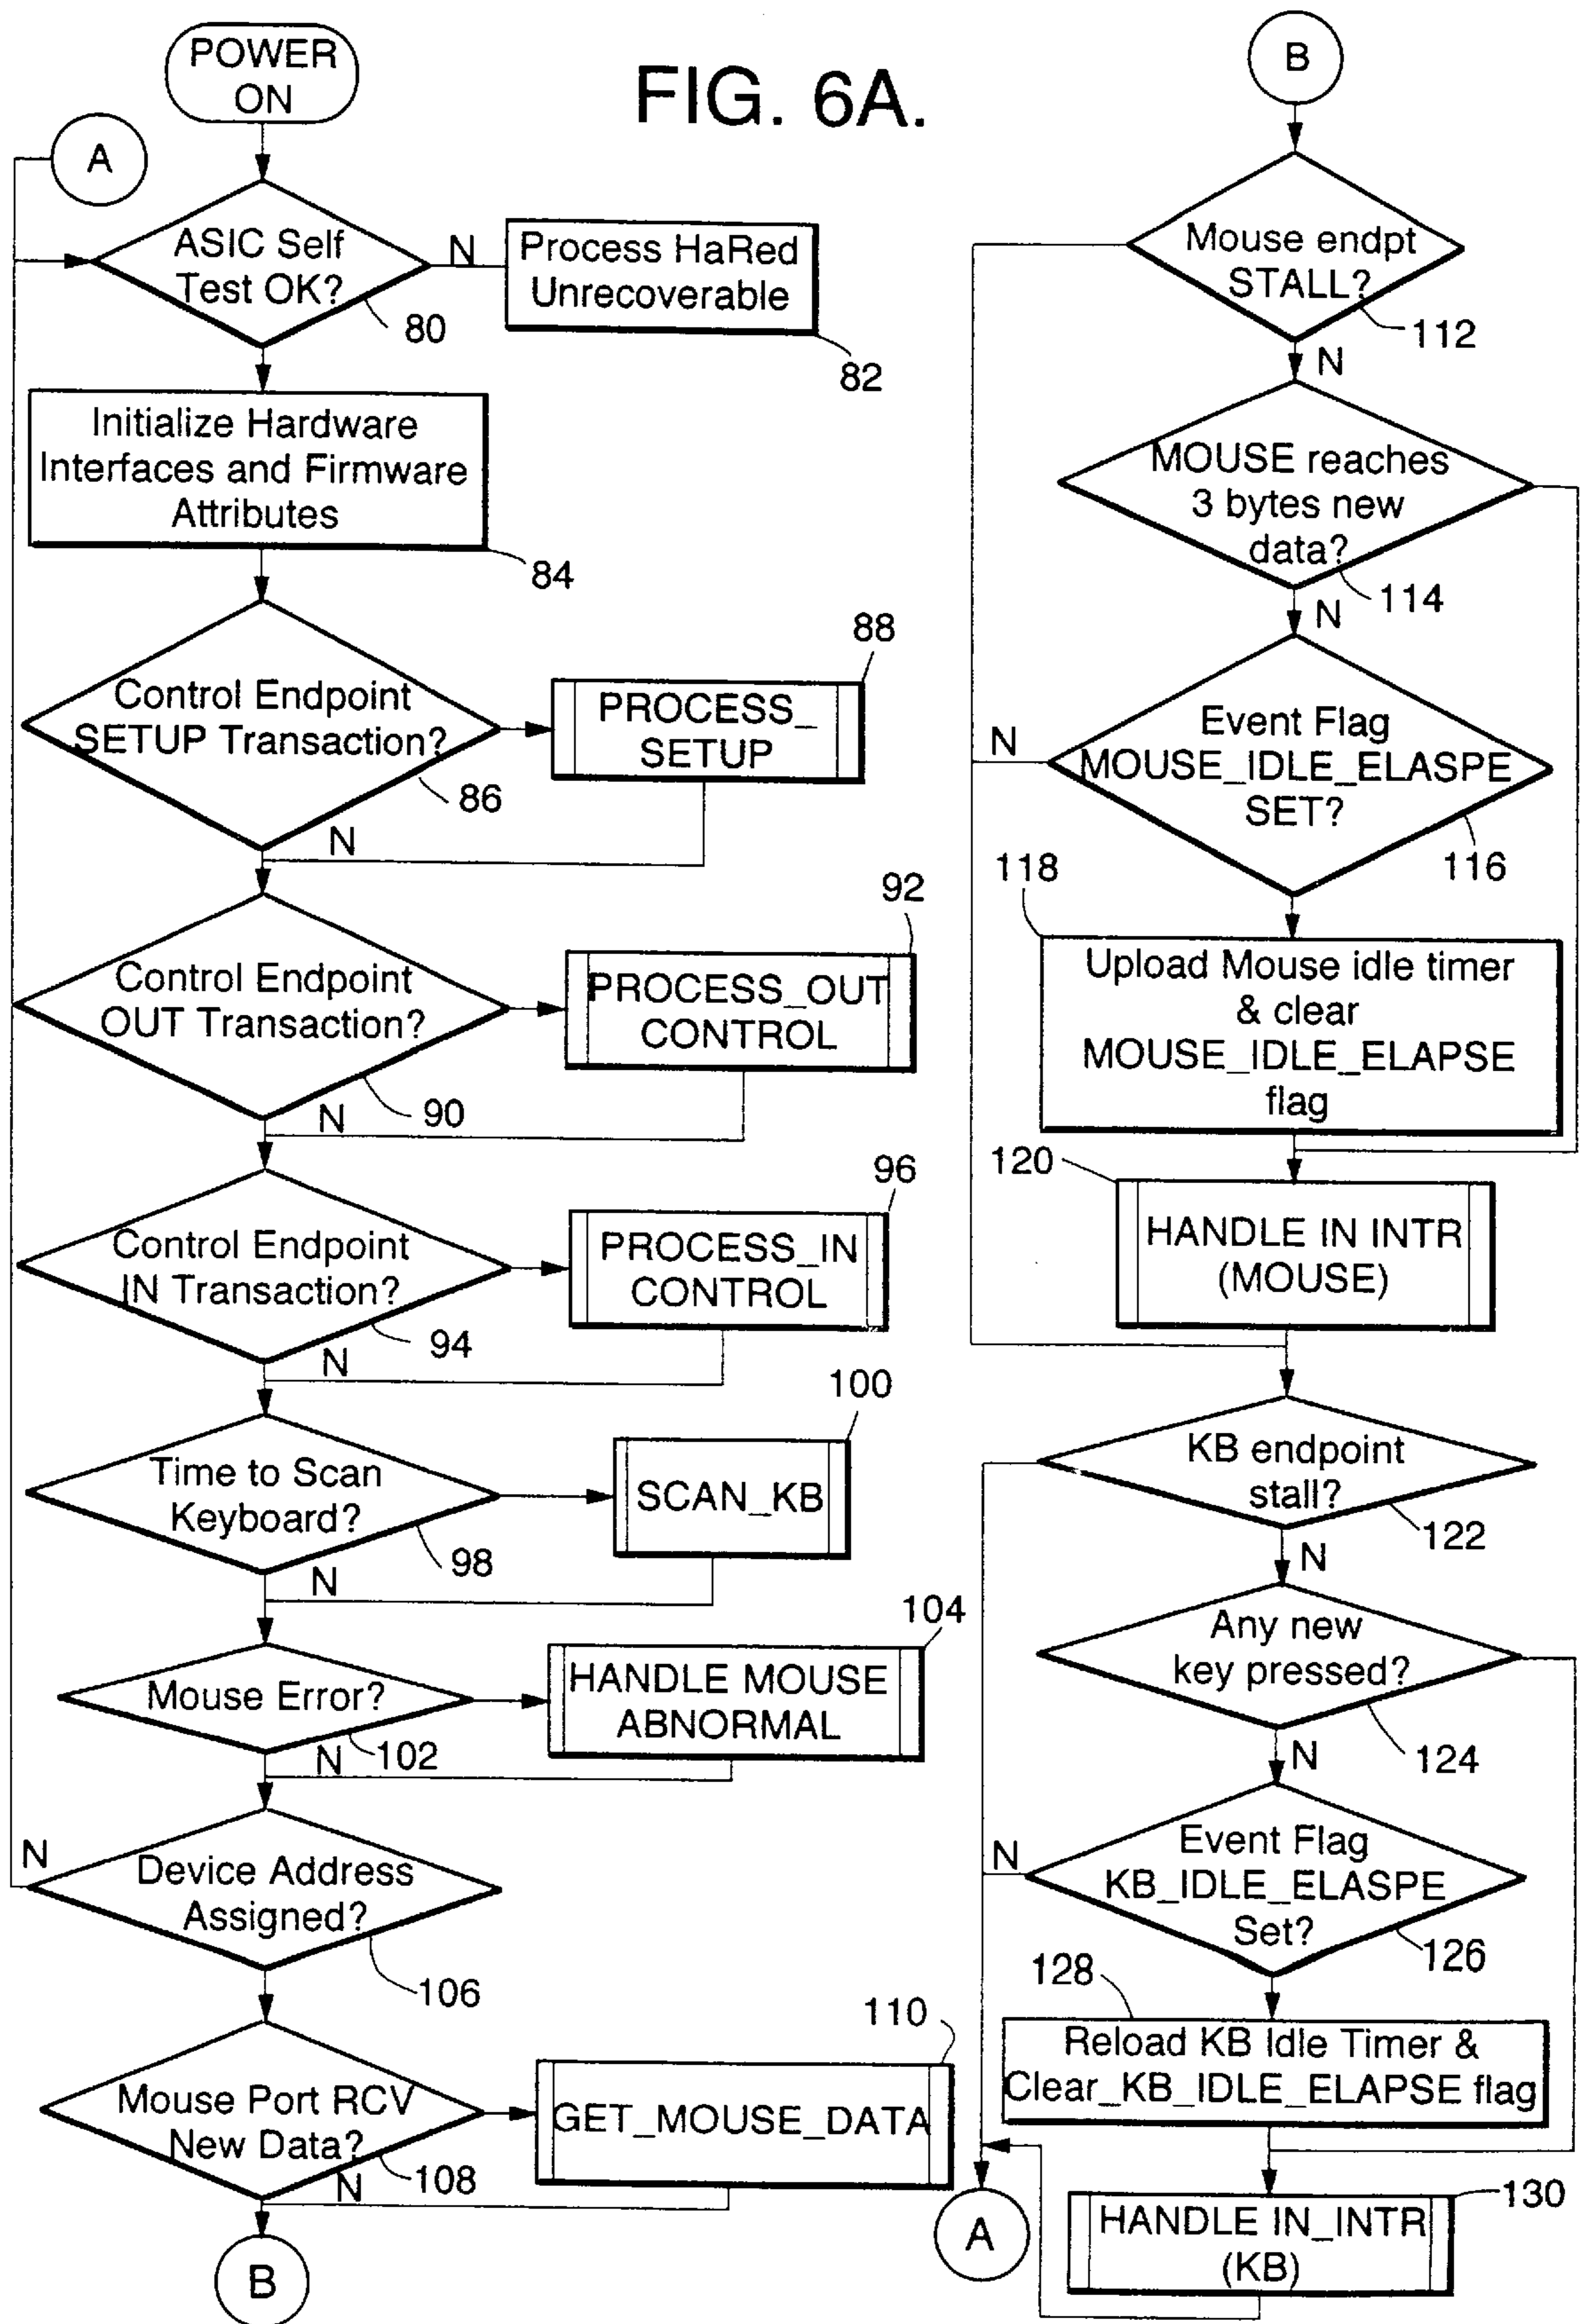 FIG. 6A.
POWER
ON
A
ASIC Self
Test OK?
80
N
Process HaRed
Unrecoverable
82
Initialize Hardware
Interfaces and Firmware
Attributes
84
Control Endpoint
SETUP Transaction?
86
88
PROCESS_
SETUP
N
Control Endpoint
OUT Transaction?
90
92
PROCESS_OUT
CONTROL
N
Control Endpoint
IN Transaction?
94
96
PROCESS_IN
CONTROL
N
Time to Scan
Keyboard?
98
100
SCAN_KB
N
Mouse Error?
102
104
HANDLE MOUSE
ABNORMAL
N
N
Device Address
Assigned?
106
Mouse Port RCV
New Data?
108
110
GET_MOUSE_DATA
N
B
B
Mouse endpt
STALL?
112
N
MOUSE reaches
3 bytes new
data?
114
N
N
Event Flag
MOUSE_IDLE_ELASPE
SET?
116
118
Upload Mouse idle timer
& clear
MOUSE_IDLE_ELAPSE
flag
120
HANDLE IN INTR
(MOUSE)
KB endpoint
stall?
122
N
Any new
key pressed?
124
N
N
Event Flag
KB_IDLE_ELASPE
Set?
126
128
Reload KB Idle Timer &
Clear_KB_IDLE_ELAPSE flag
A
130
HANDLE IN_INTR
(KB)